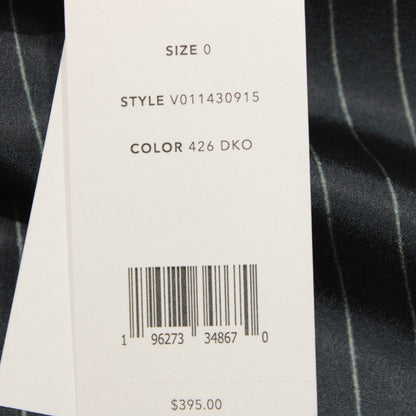 SIZE 0
STYLE V011430915
COLOR 426 DKO
1 96273 34867 0
$395.00